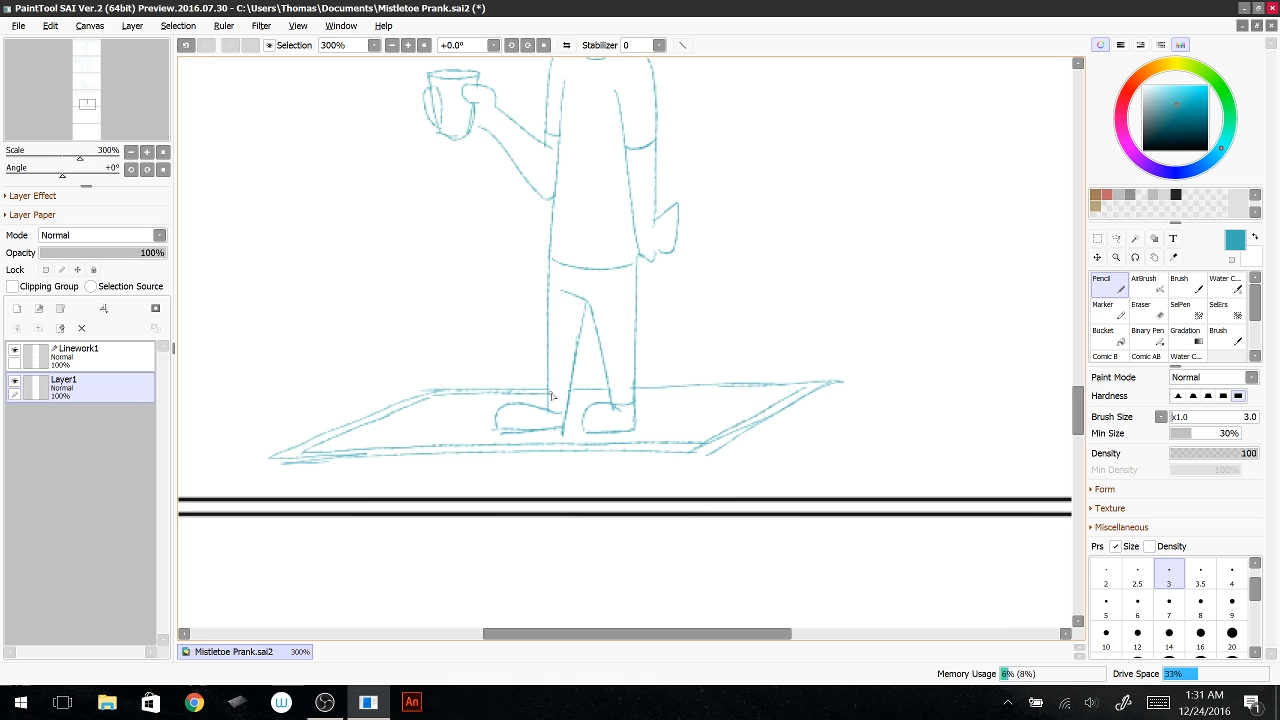 PaintTool SAI Ver.2 (64bit) Preview.2016.07.30 - C:\Users\Thomas\Documents\Mistletoe Prank.sai2 (*)
File Edit Canvas Layer Selection Ruler Filter View Window Help
Selection 300% +0.0° Stabilizer 0
Scale 300%
Angle +0°
Layer Effect
Layer Paper
Mode Normal
Opacity 100%
Lock
Clipping Group Selection Source
Linework1
Normal
100%
Layer1
Normal
100%
T
Pencil AirBrush Brush Water C...
Marker Eraser SelPen SelErs
Bucket Binary Pen Gradation Brush
Comic B Comic AB Water C...
Paint Mode Normal
Hardness
Brush Size x1.0 3.0
Min Size 30%
Density 100
Min Density 100%
Form
Texture
Miscellaneous
Prs Size Density
2 2.5 3 3.5 4
5 6 7 8 9
10 12 14 16 20
Mistletoe Prank.sai2 300%
Memory Usage 6% (8%) Drive Space 33%
W An
1:31 AM
12/24/2016
1